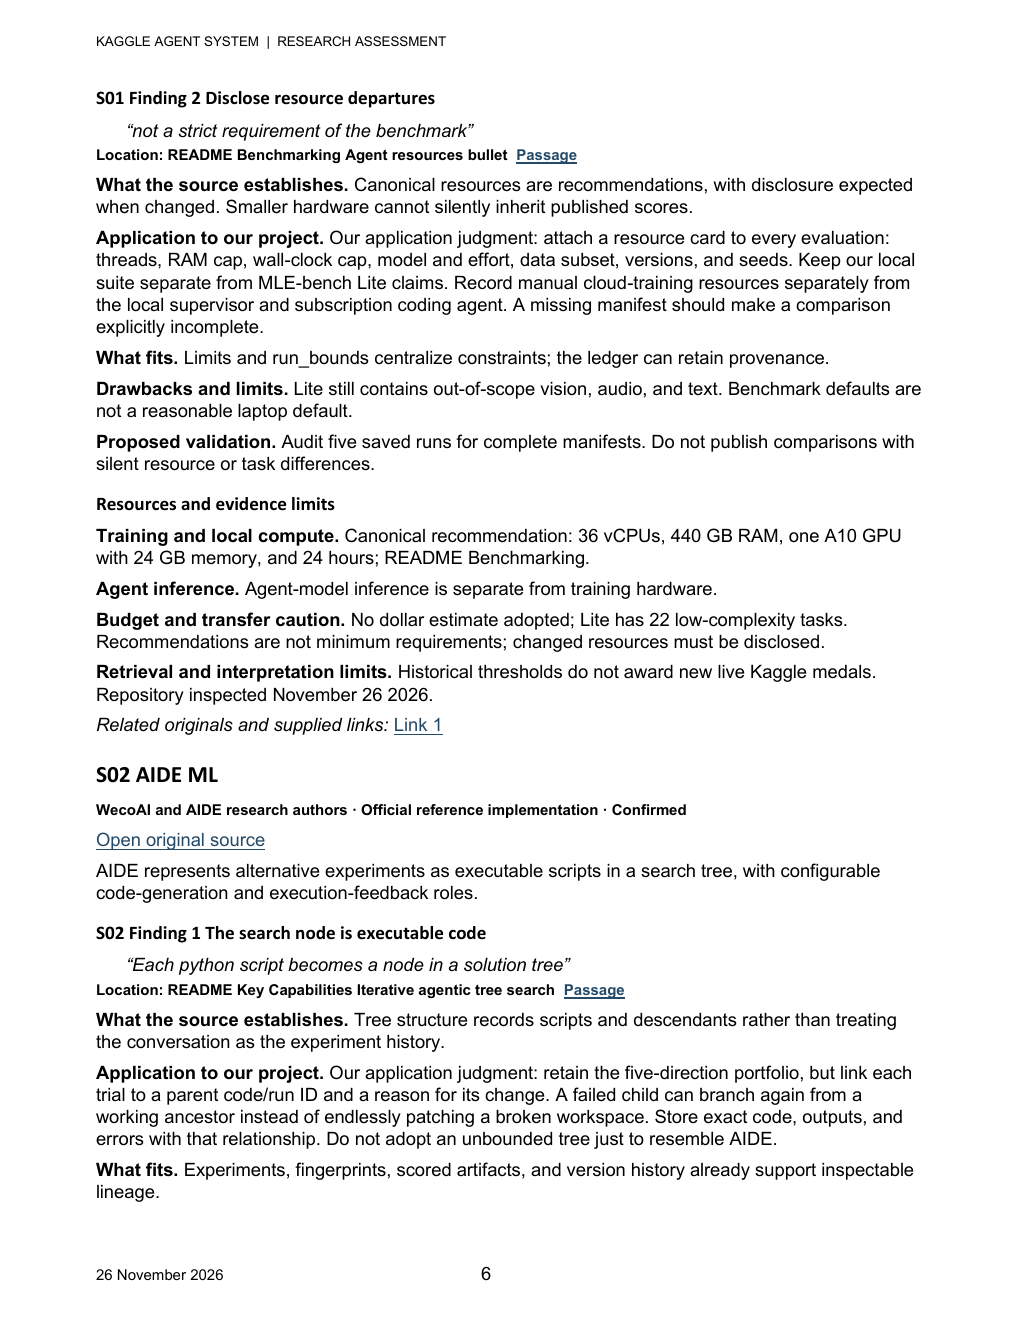 KAGGLE AGENT SYSTEM | RESEARCH ASSESSMENT
S01 Finding 2 Disclose resource departures
“not a strict requirement of the benchmark”
Location: README Benchmarking Agent resources bullet Passage
What the source establishes. Canonical resources are recommendations, with disclosure expected
when changed. Smaller hardware cannot silently inherit published scores.
Application to our project. Our application judgment: attach a resource card to every evaluation:
threads, RAM cap, wall-clock cap, model and effort, data subset, versions, and seeds. Keep our local
suite separate from MLE-bench Lite claims. Record manual cloud-training resources separately from
the local supervisor and subscription coding agent. A missing manifest should make a comparison
explicitly incomplete.
What fits. Limits and run_bounds centralize constraints; the ledger can retain provenance.
Drawbacks and limits. Lite still contains out-of-scope vision, audio, and text. Benchmark defaults are
not a reasonable laptop default.
Proposed validation. Audit five saved runs for complete manifests. Do not publish comparisons with
silent resource or task differences.
Resources and evidence limits
Training and local compute. Canonical recommendation: 36 vCPUs, 440 GB RAM, one A10 GPU
with 24 GB memory, and 24 hours; README Benchmarking.
Agent inference. Agent-model inference is separate from training hardware.
Budget and transfer caution. No dollar estimate adopted; Lite has 22 low-complexity tasks.
Recommendations are not minimum requirements; changed resources must be disclosed.
Retrieval and interpretation limits. Historical thresholds do not award new live Kaggle medals.
Repository inspected November 26 2026.
Related originals and supplied links: Link 1
S02 AIDE ML
WecoAI and AIDE research authors · Official reference implementation · Confirmed
Open original source
AIDE represents alternative experiments as executable scripts in a search tree, with configurable
code-generation and execution-feedback roles.
S02 Finding 1 The search node is executable code
“Each python script becomes a node in a solution tree”
Location: README Key Capabilities Iterative agentic tree search Passage
What the source establishes. Tree structure records scripts and descendants rather than treating
the conversation as the experiment history.
Application to our project. Our application judgment: retain the five-direction portfolio, but link each
trial to a parent code/run ID and a reason for its change. A failed child can branch again from a
working ancestor instead of endlessly patching a broken workspace. Store exact code, outputs, and
errors with that relationship. Do not adopt an unbounded tree just to resemble AIDE.
What fits. Experiments, fingerprints, scored artifacts, and version history already support inspectable
lineage.
26 November 2026
6